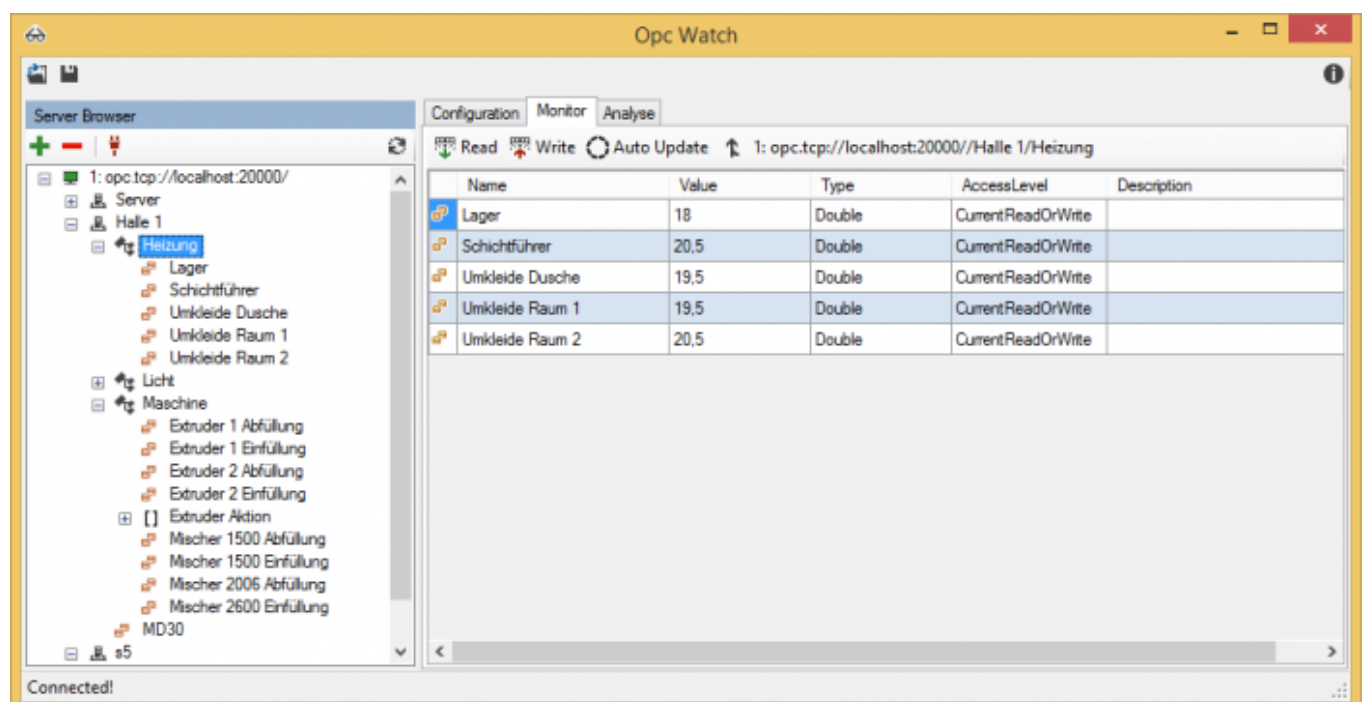 Opc Watch
Server Browser
Configuration Monitor Analyse
Read Write Auto Update 1: opc.tcp://localhost:20000//Halle 1/Heizung
1: opc.tcp://localhost:20000/
Server
Halle 1
Heizung
Lager
Schichtführer
Umkleide Dusche
Umkleide Raum 1
Umkleide Raum 2
Licht
Maschine
Extruder 1 Abfüllung
Extruder 1 Einfüllung
Extruder 2 Abfüllung
Extruder 2 Einfüllung
[] Extruder Aktion
Mischer 1500 Abfüllung
Mischer 1500 Einfüllung
Mischer 2006 Abfüllung
Mischer 2600 Einfüllung
MD30
s5
Name Value Type AccessLevel Description
Lager 18 Double CurrentReadOrWrite
Schichtführer 20,5 Double CurrentReadOrWrite
Umkleide Dusche 19,5 Double CurrentReadOrWrite
Umkleide Raum 1 19,5 Double CurrentReadOrWrite
Umkleide Raum 2 20,5 Double CurrentReadOrWrite
Connected!